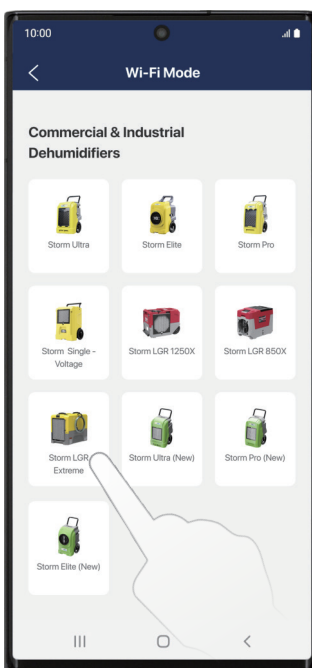 10:00
Wi-Fi Mode
Commercial & Industrial
Dehumidifiers
Storm Ultra
Storm Elite
Storm Pro
Storm Single -
Voltage
Storm LGR 1250X
Storm LGR 850X
Storm LGR
Extreme
Storm Ultra (New)
Storm Pro (New)
Storm Elite (New)